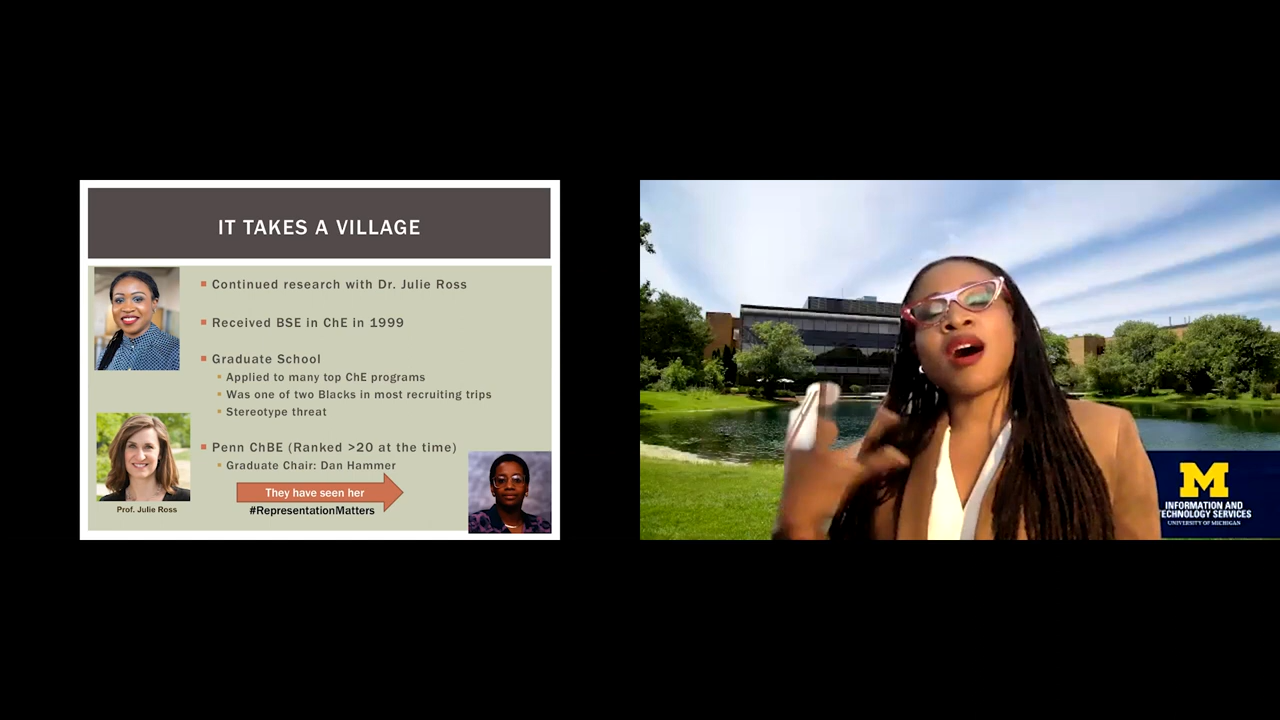 IT TAKES A VILLAGE
Continued research with Dr. Julie Ross
Received BSE in ChE in 1999
Graduate School
Applied to many top ChE programs
Was one of two Blacks in most recruiting trips
Stereotype threat
Penn ChBE (Ranked >20 at the time)
Graduate Chair: Dan Hammer
They have seen her
#RepresentationMatters
Prof. Julie Ross
M
INFORMATION AND
TECHNOLOGY SERVICES
UNIVERSITY OF MICHIGAN